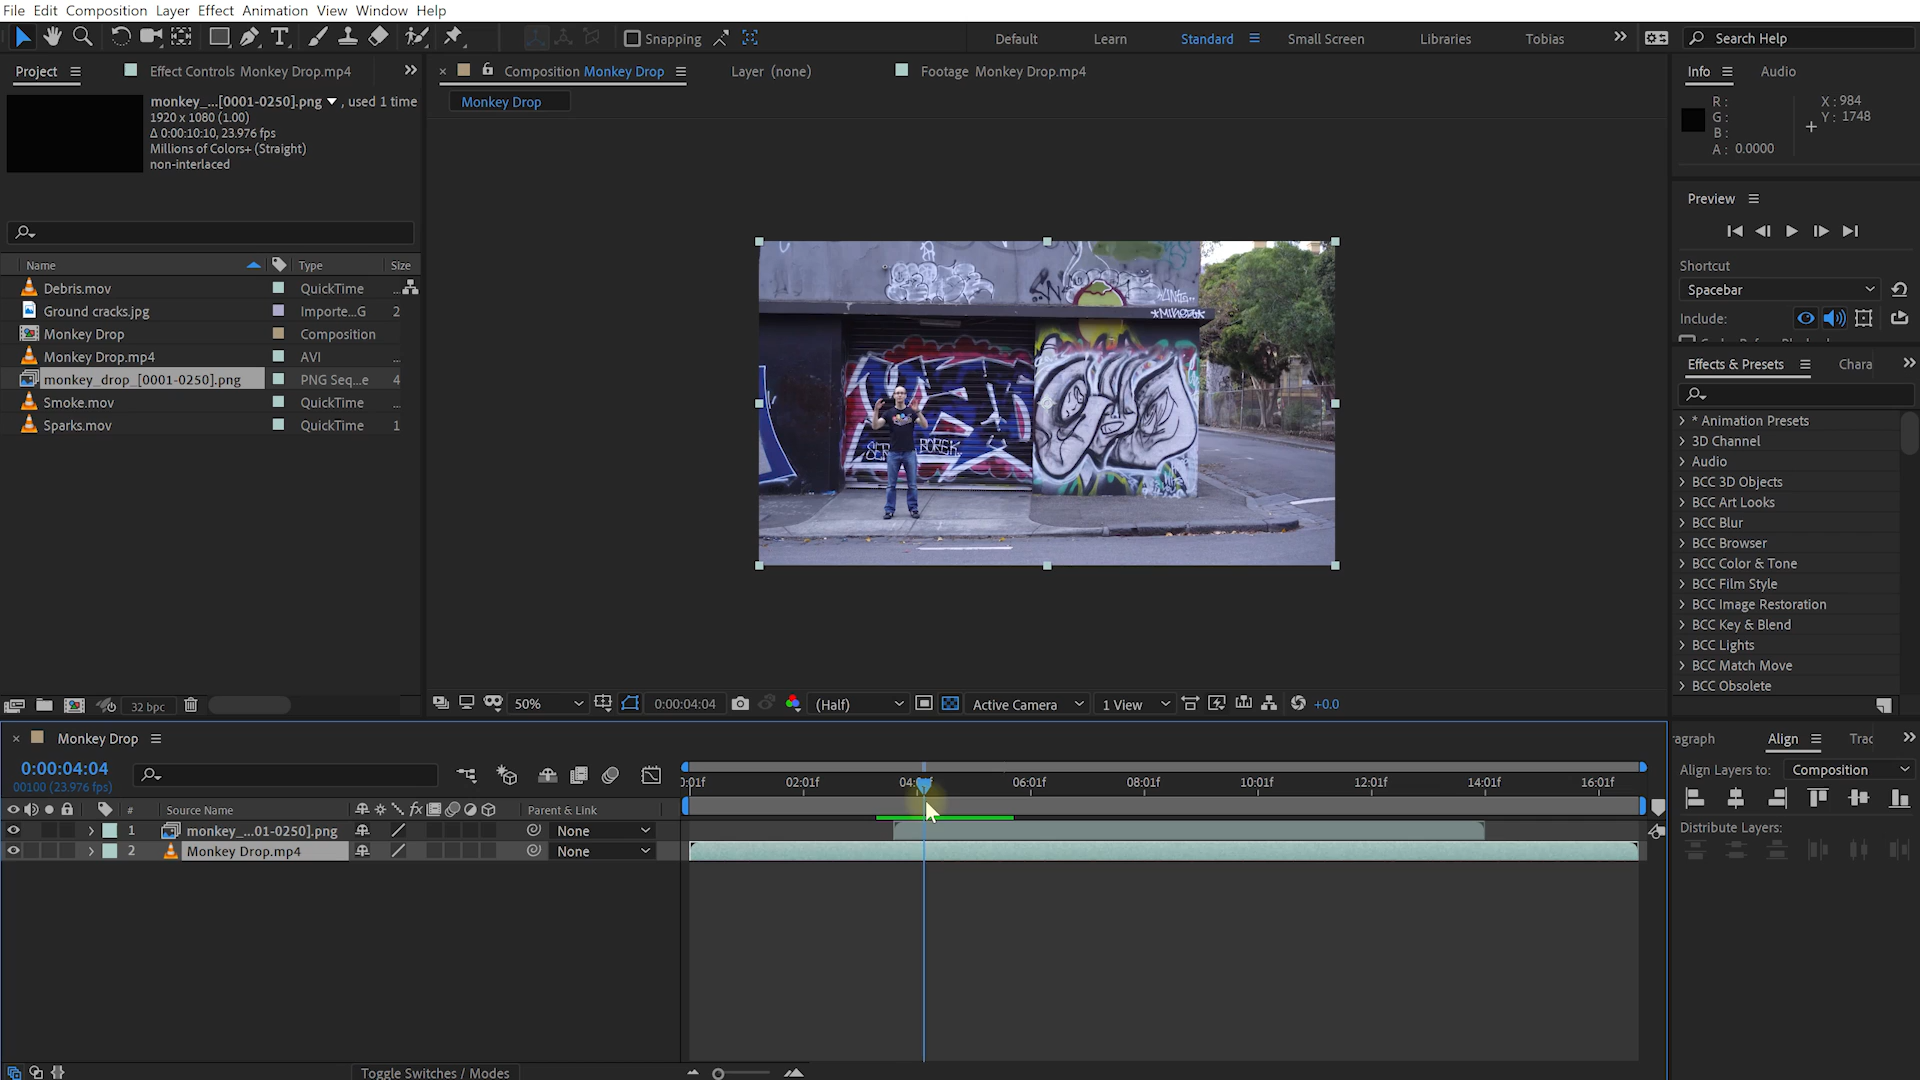 File Edit Composition Layer Effect Animation View Window Help
Snapping
Default Learn Standard Small Screen Libraries Tobias Search Help
Project Effect Controls Monkey Drop.mp4
Composition Monkey Drop Layer (none) Footage Monkey Drop.mp4
Info Audio
Monkey Drop
monkey_...[0001-0250].png , used 1 time
1920 x 1080 (1.00)
Δ 0:00:10:10, 23.976 fps
Millions of Colors+ (Straight)
non-interlaced
R:
G:
B:
A: 0.0000
X: 984
Y: 1748
Preview
Shortcut
Spacebar
Include:
Name Type Size
Debris.mov QuickTime ...
Ground cracks.jpg Importe...G 2
Monkey Drop Composition
Monkey Drop.mp4 AVI ...
monkey_drop_[0001-0250].png PNG Seq...e 4
Smoke.mov QuickTime ...
Sparks.mov QuickTime 1
Effects & Presets Chara
* Animation Presets
3D Channel
Audio
BCC 3D Objects
BCC Art Looks
BCC Blur
BCC Browser
BCC Color & Tone
BCC Film Style
BCC Image Restoration
BCC Key & Blend
BCC Lights
BCC Match Move
BCC Obsolete
32 bpc
50% 0:00:04:04 (Half) Active Camera 1 View +0.0
Monkey Drop
0:00:04:04
00100 (23.976 fps)
:01f 02:01f 04:01f 06:01f 08:01f 10:01f 12:01f 14:01f 16:01f
# Source Name Parent & Link
1 monkey_...01-0250].png None
2 Monkey Drop.mp4 None
Toggle Switches / Modes
ragraph Align Trac
Align Layers to: Composition
Distribute Layers: